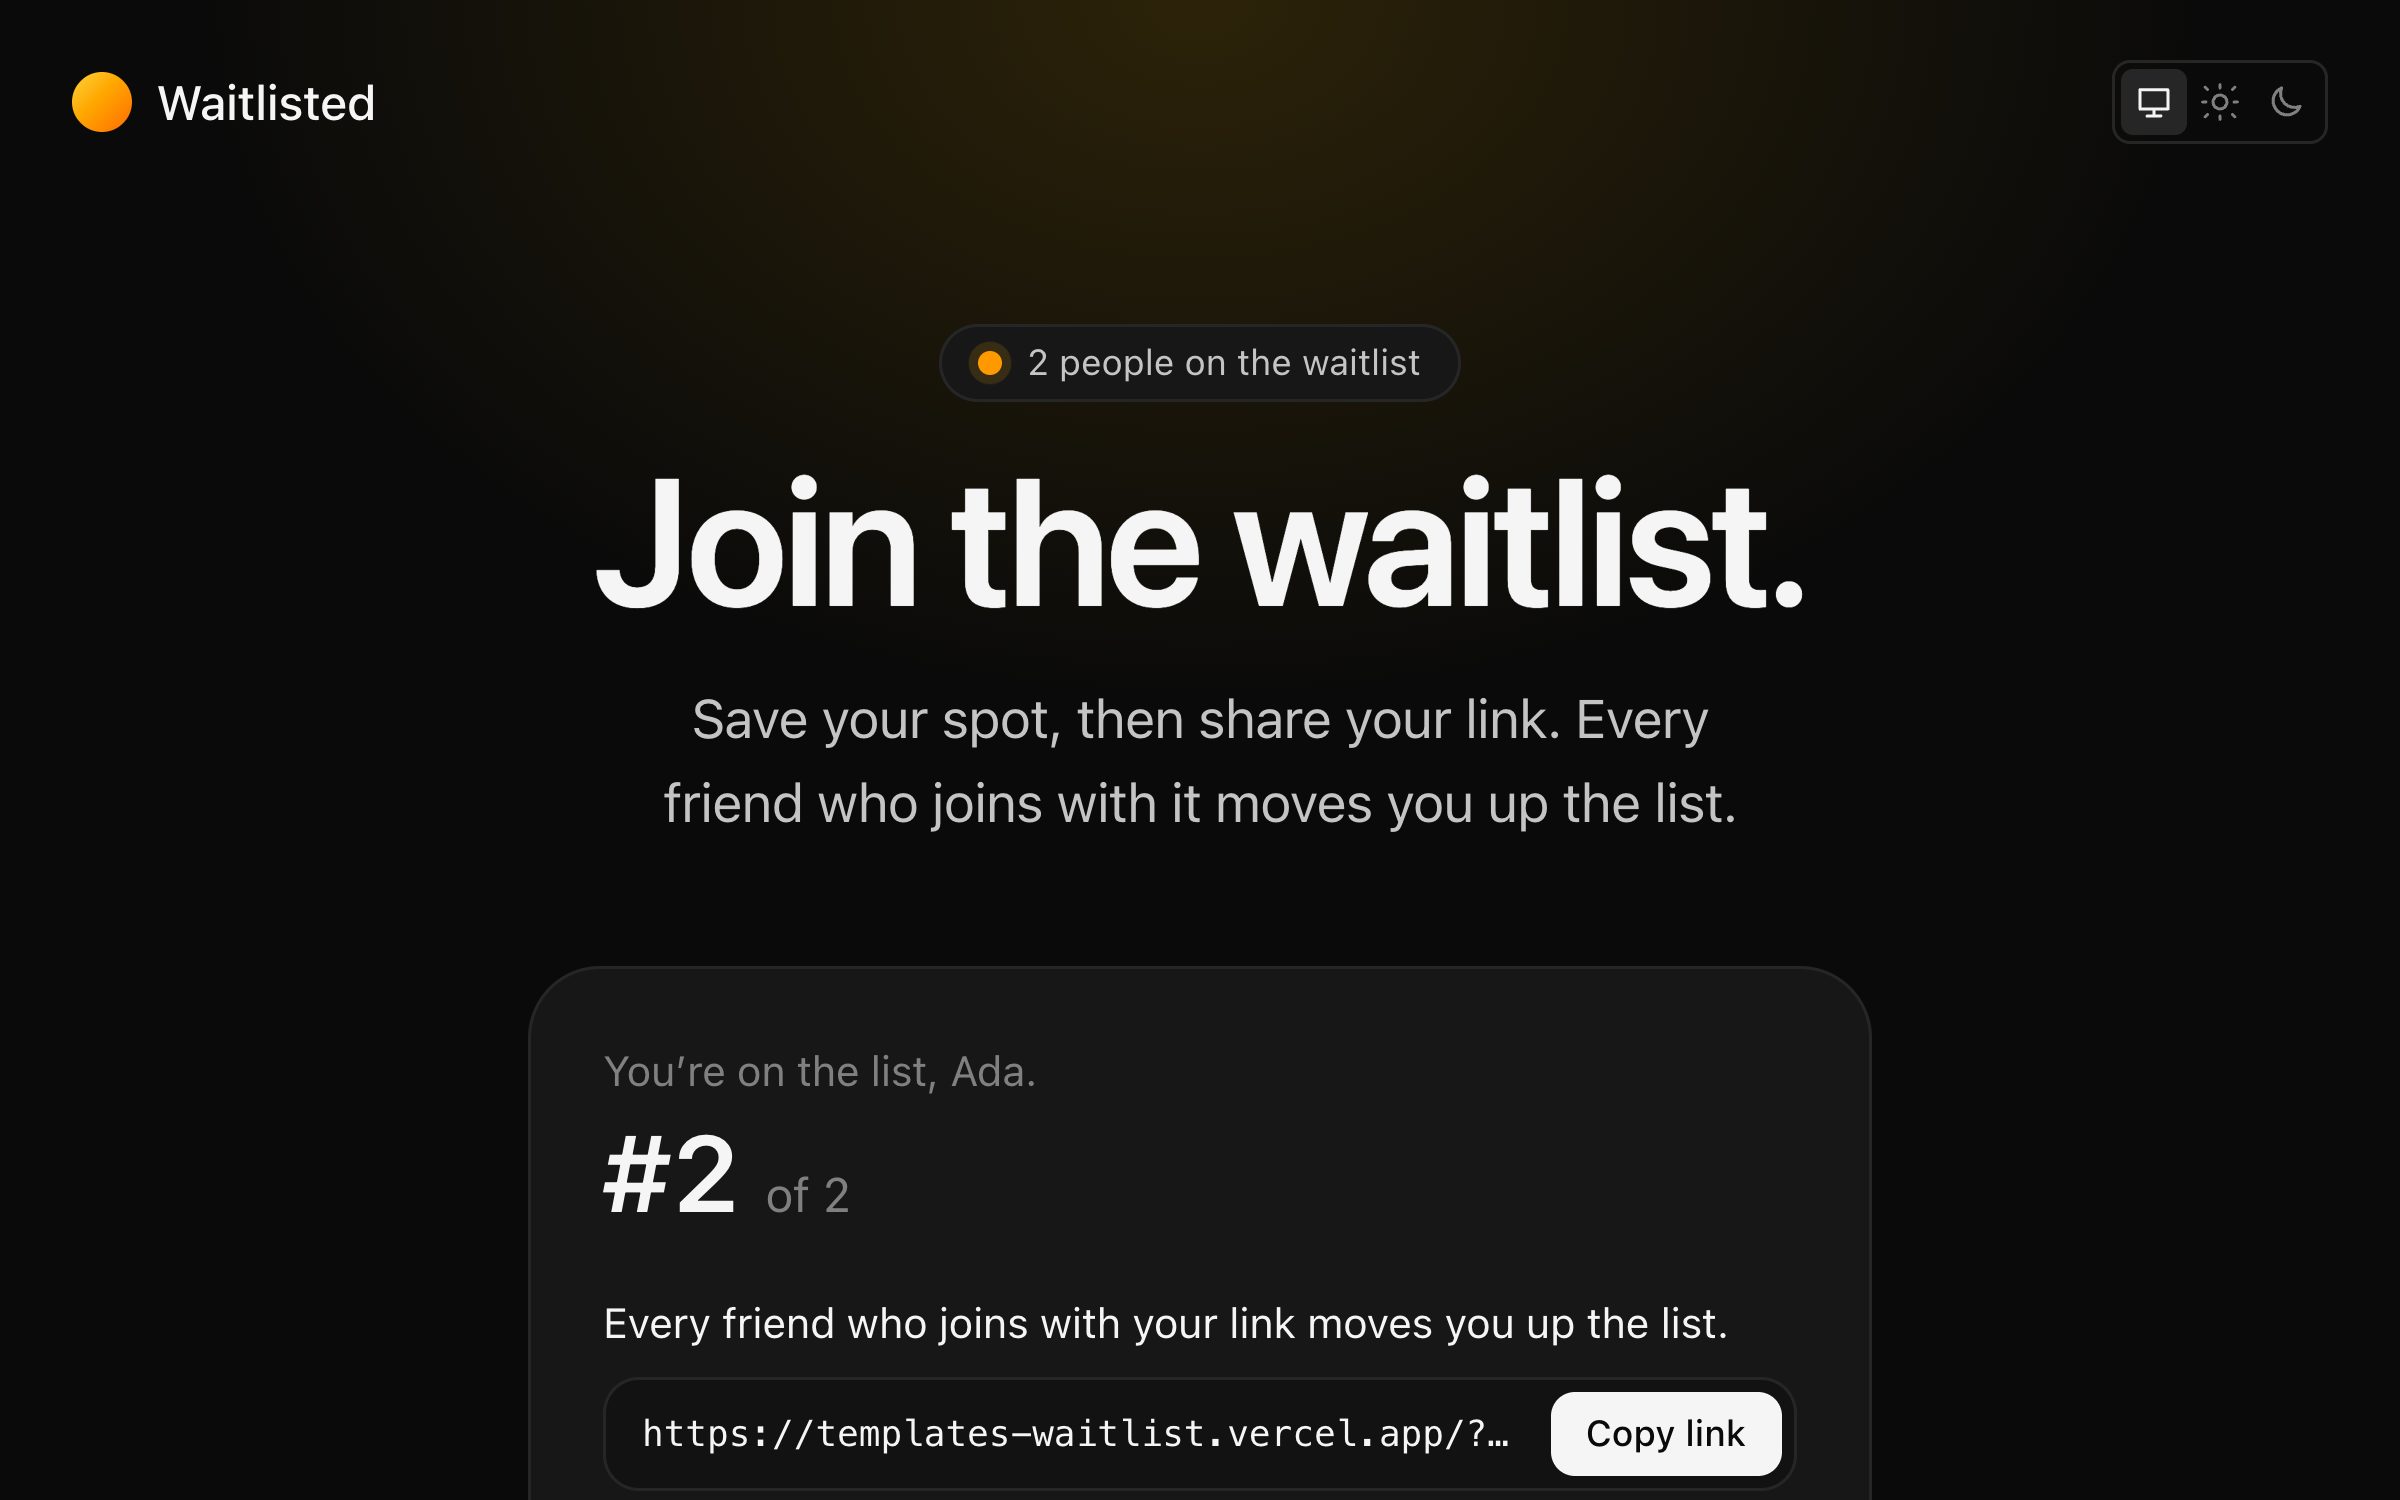 Waitlisted
2 people on the waitlist
Join the waitlist.
Save your spot, then share your link. Every
friend who joins with it moves you up the list.
You’re on the list, Ada.
#2 of 2
Every friend who joins with your link moves you up the list.
https://templates-waitlist.vercel.app/?… Copy link